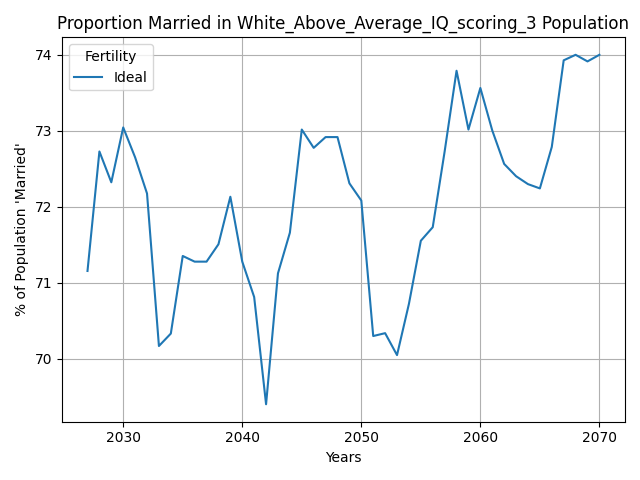 Proportion Married in White_Above_Average_IQ_scoring_3 Population
Fertility
Ideal
% of Population 'Married'
74
73
72
71
70
2030 2040 2050 2060 2070
Years